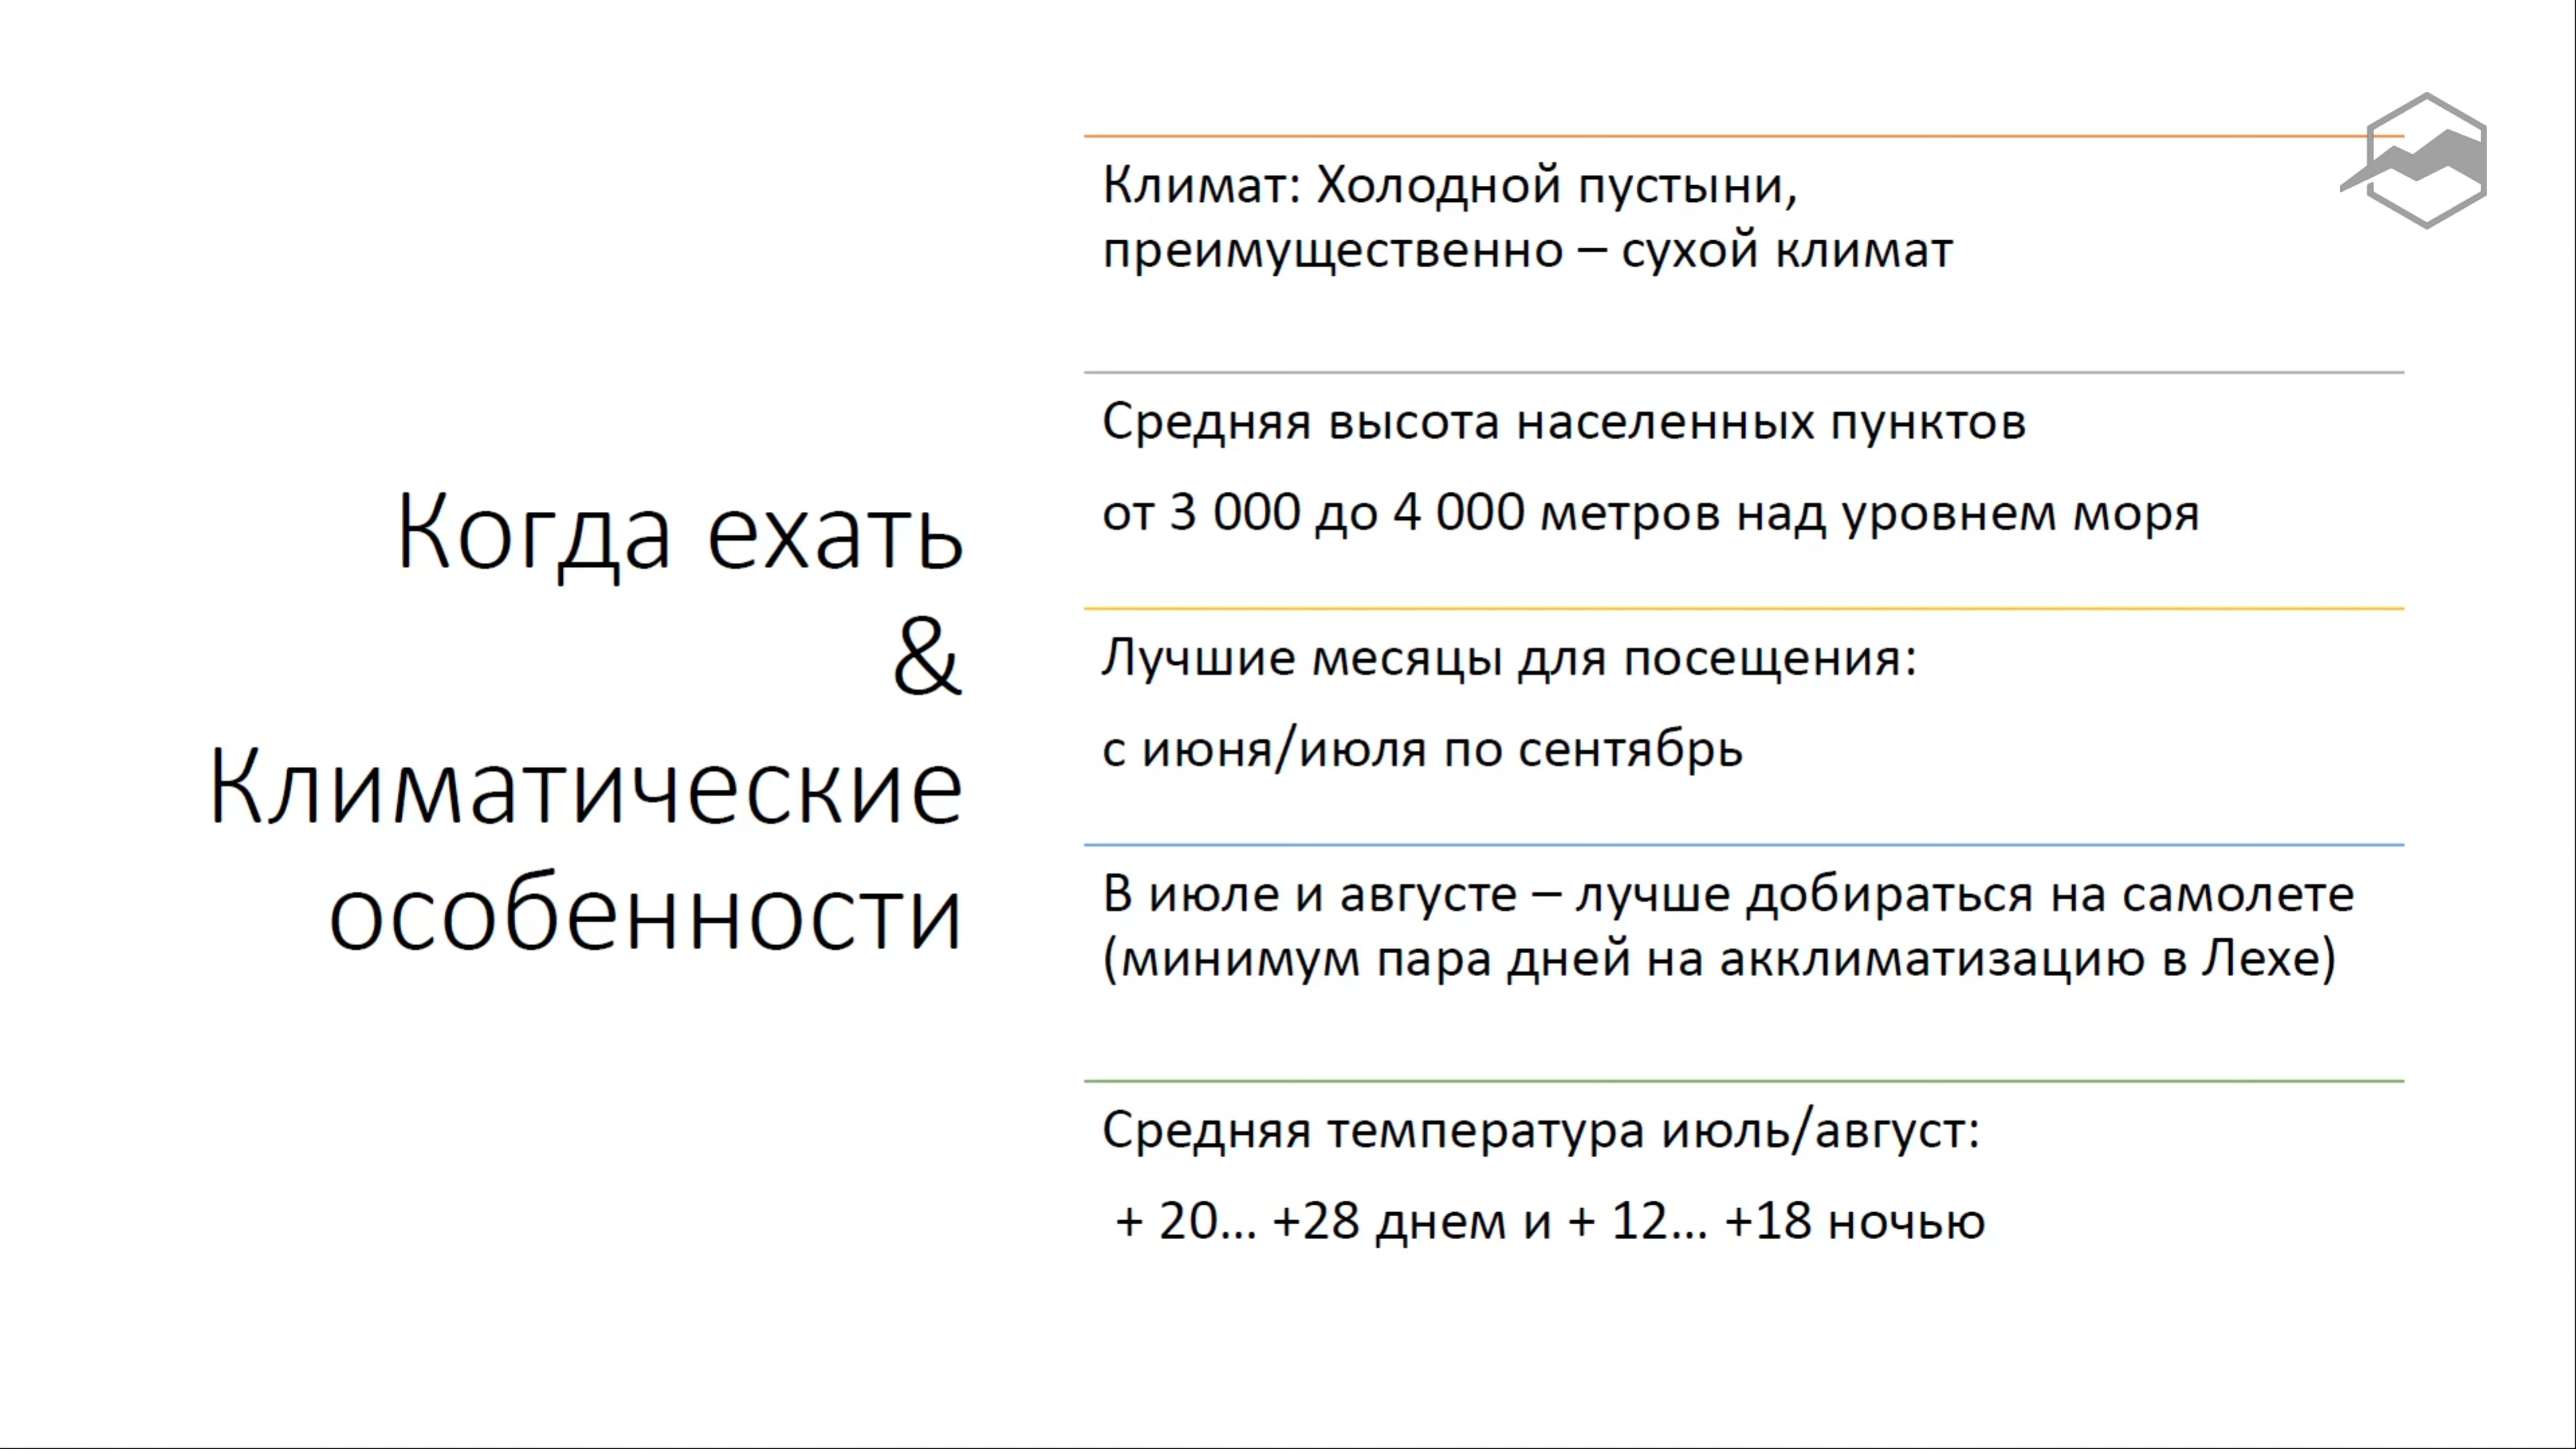 Когда ехать
&
Климатические
особенности
Климат: Холодной пустыни,
преимущественно – сухой климат
Средняя высота населенных пунктов
от 3 000 до 4 000 метров над уровнем моря
Лучшие месяцы для посещения:
с июня/июля по сентябрь
В июле и августе – лучше добираться на самолете
(минимум пара дней на акклиматизацию в Лехе)
Средняя температура июль/август:
+ 20... +28 днем и + 12... +18 ночью